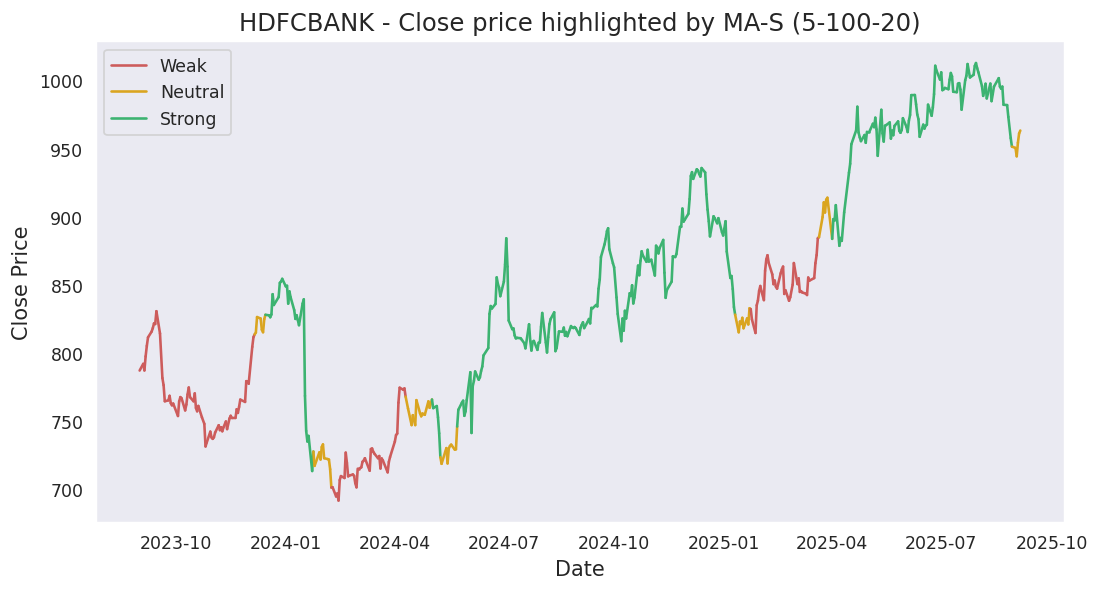 HDFCBANK - Close price highlighted by MA-S (5-100-20)
Weak
Neutral
Strong
1000
950
900
850
800
750
700
Close Price
2023-10 2024-01 2024-04 2024-07 2024-10 2025-01 2025-04 2025-07 2025-10
Date